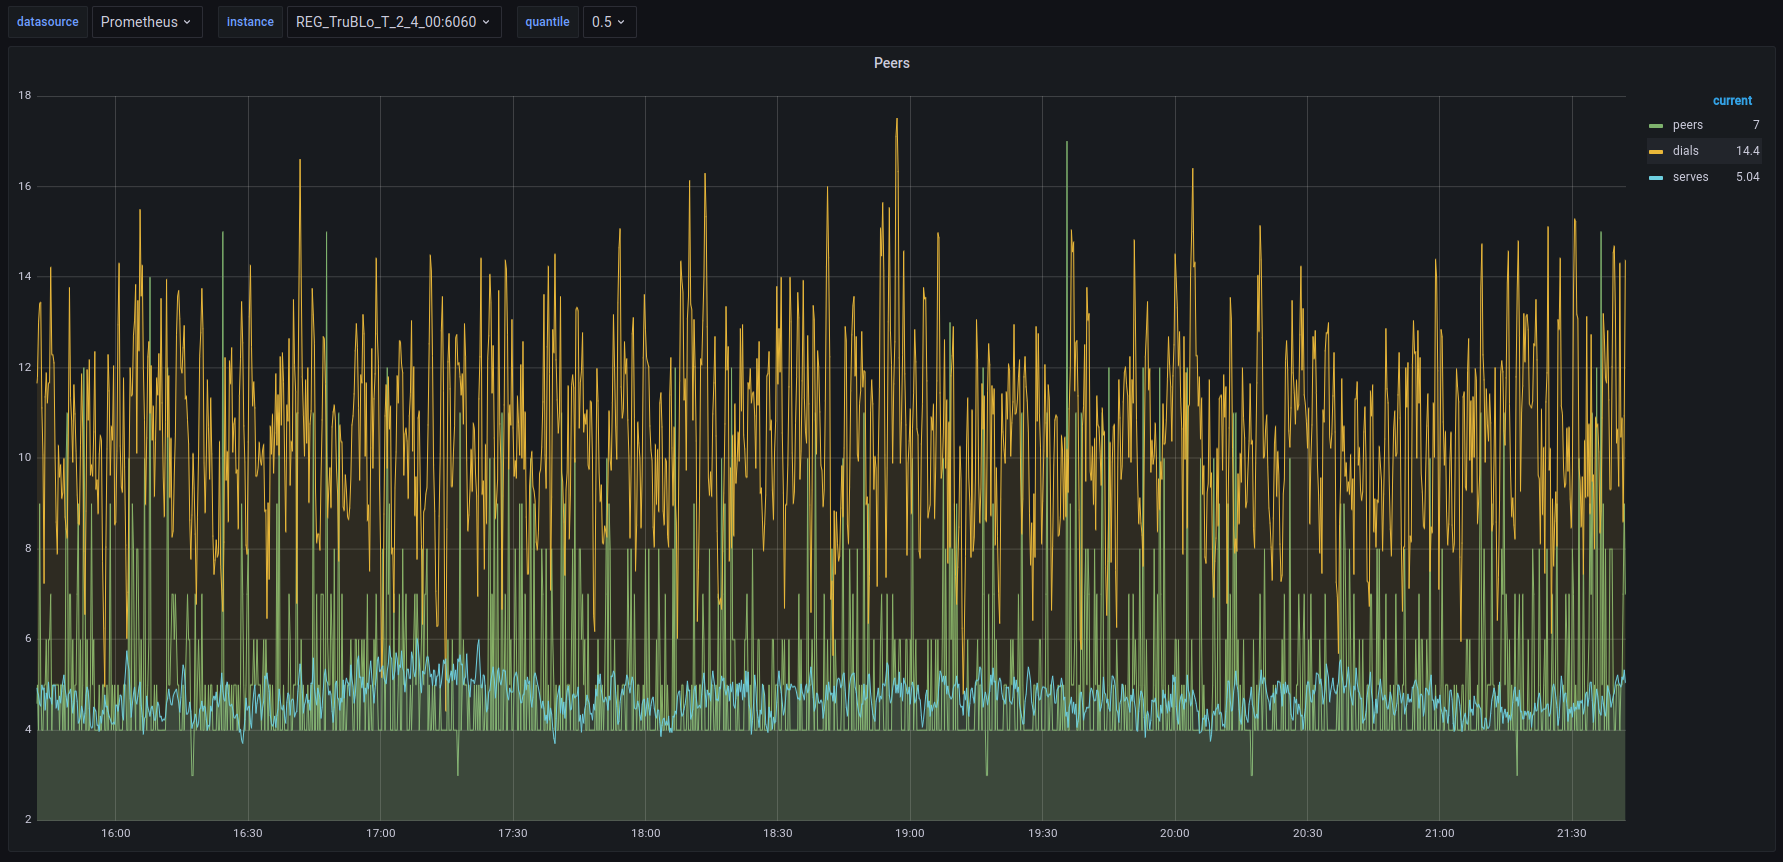 datasource Prometheus instance REG_TruBLo_T_2_4_00:6060 quantile 0.5
Peers
current
peers 7
dials 14.4
serves 5.04
18
16
14
12
10
8
6
4
2
16:00 16:30 17:00 17:30 18:00 18:30 19:00 19:30 20:00 20:30 21:00 21:30